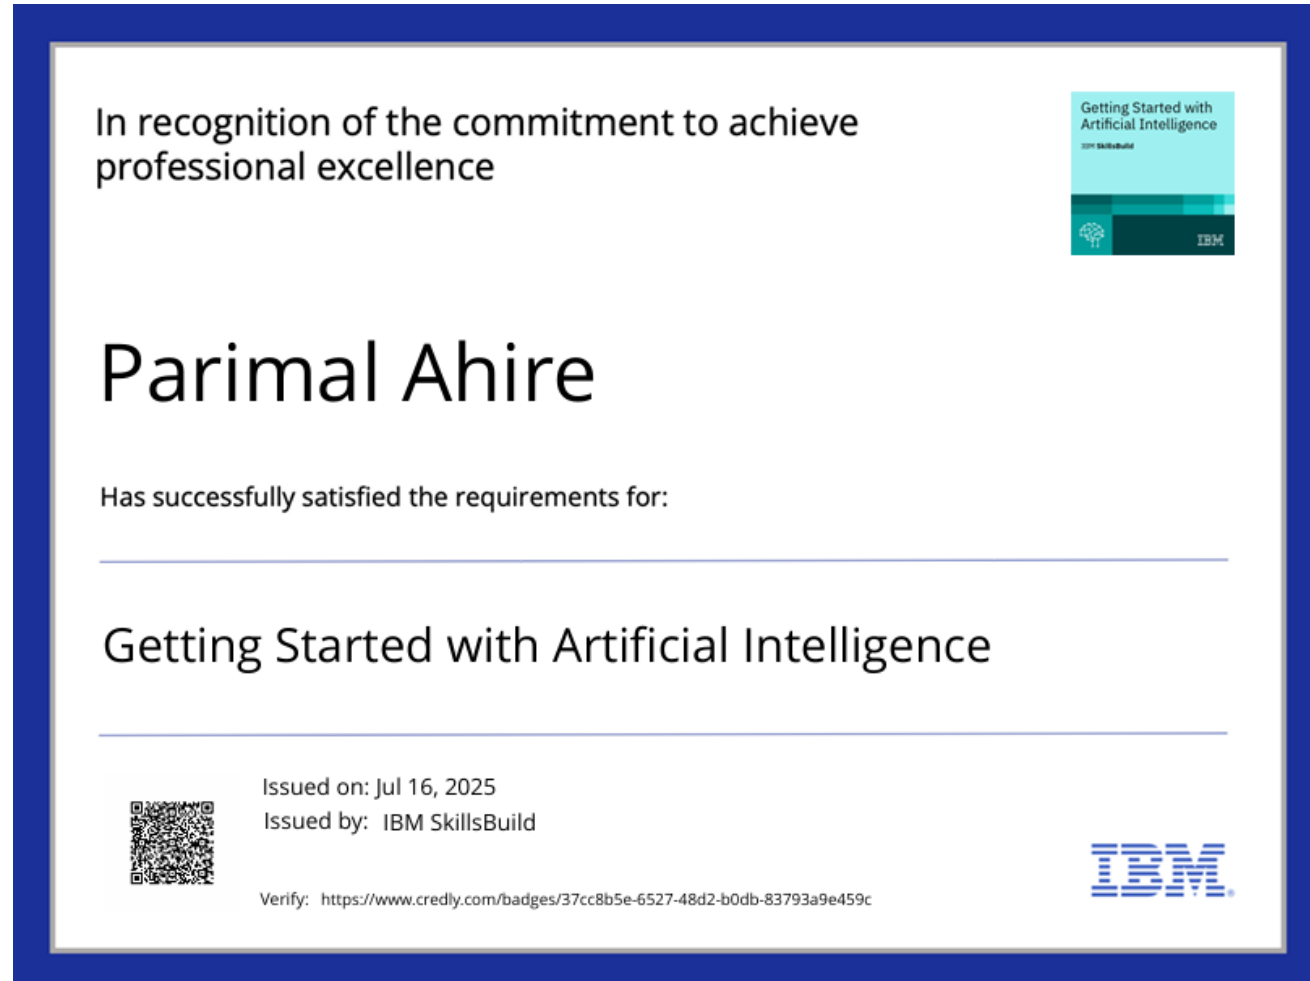 In recognition of the commitment to achieve
professional excellence
Getting Started with
Artificial Intelligence
IBM SkillsBuild
IBM
Parimal Ahire
Has successfully satisfied the requirements for:
Getting Started with Artificial Intelligence
Issued on: Jul 16, 2025
Issued by: IBM SkillsBuild
Verify: https://www.credly.com/badges/37cc8b5e-6527-48d2-b0db-83793a9e459c
IBM®